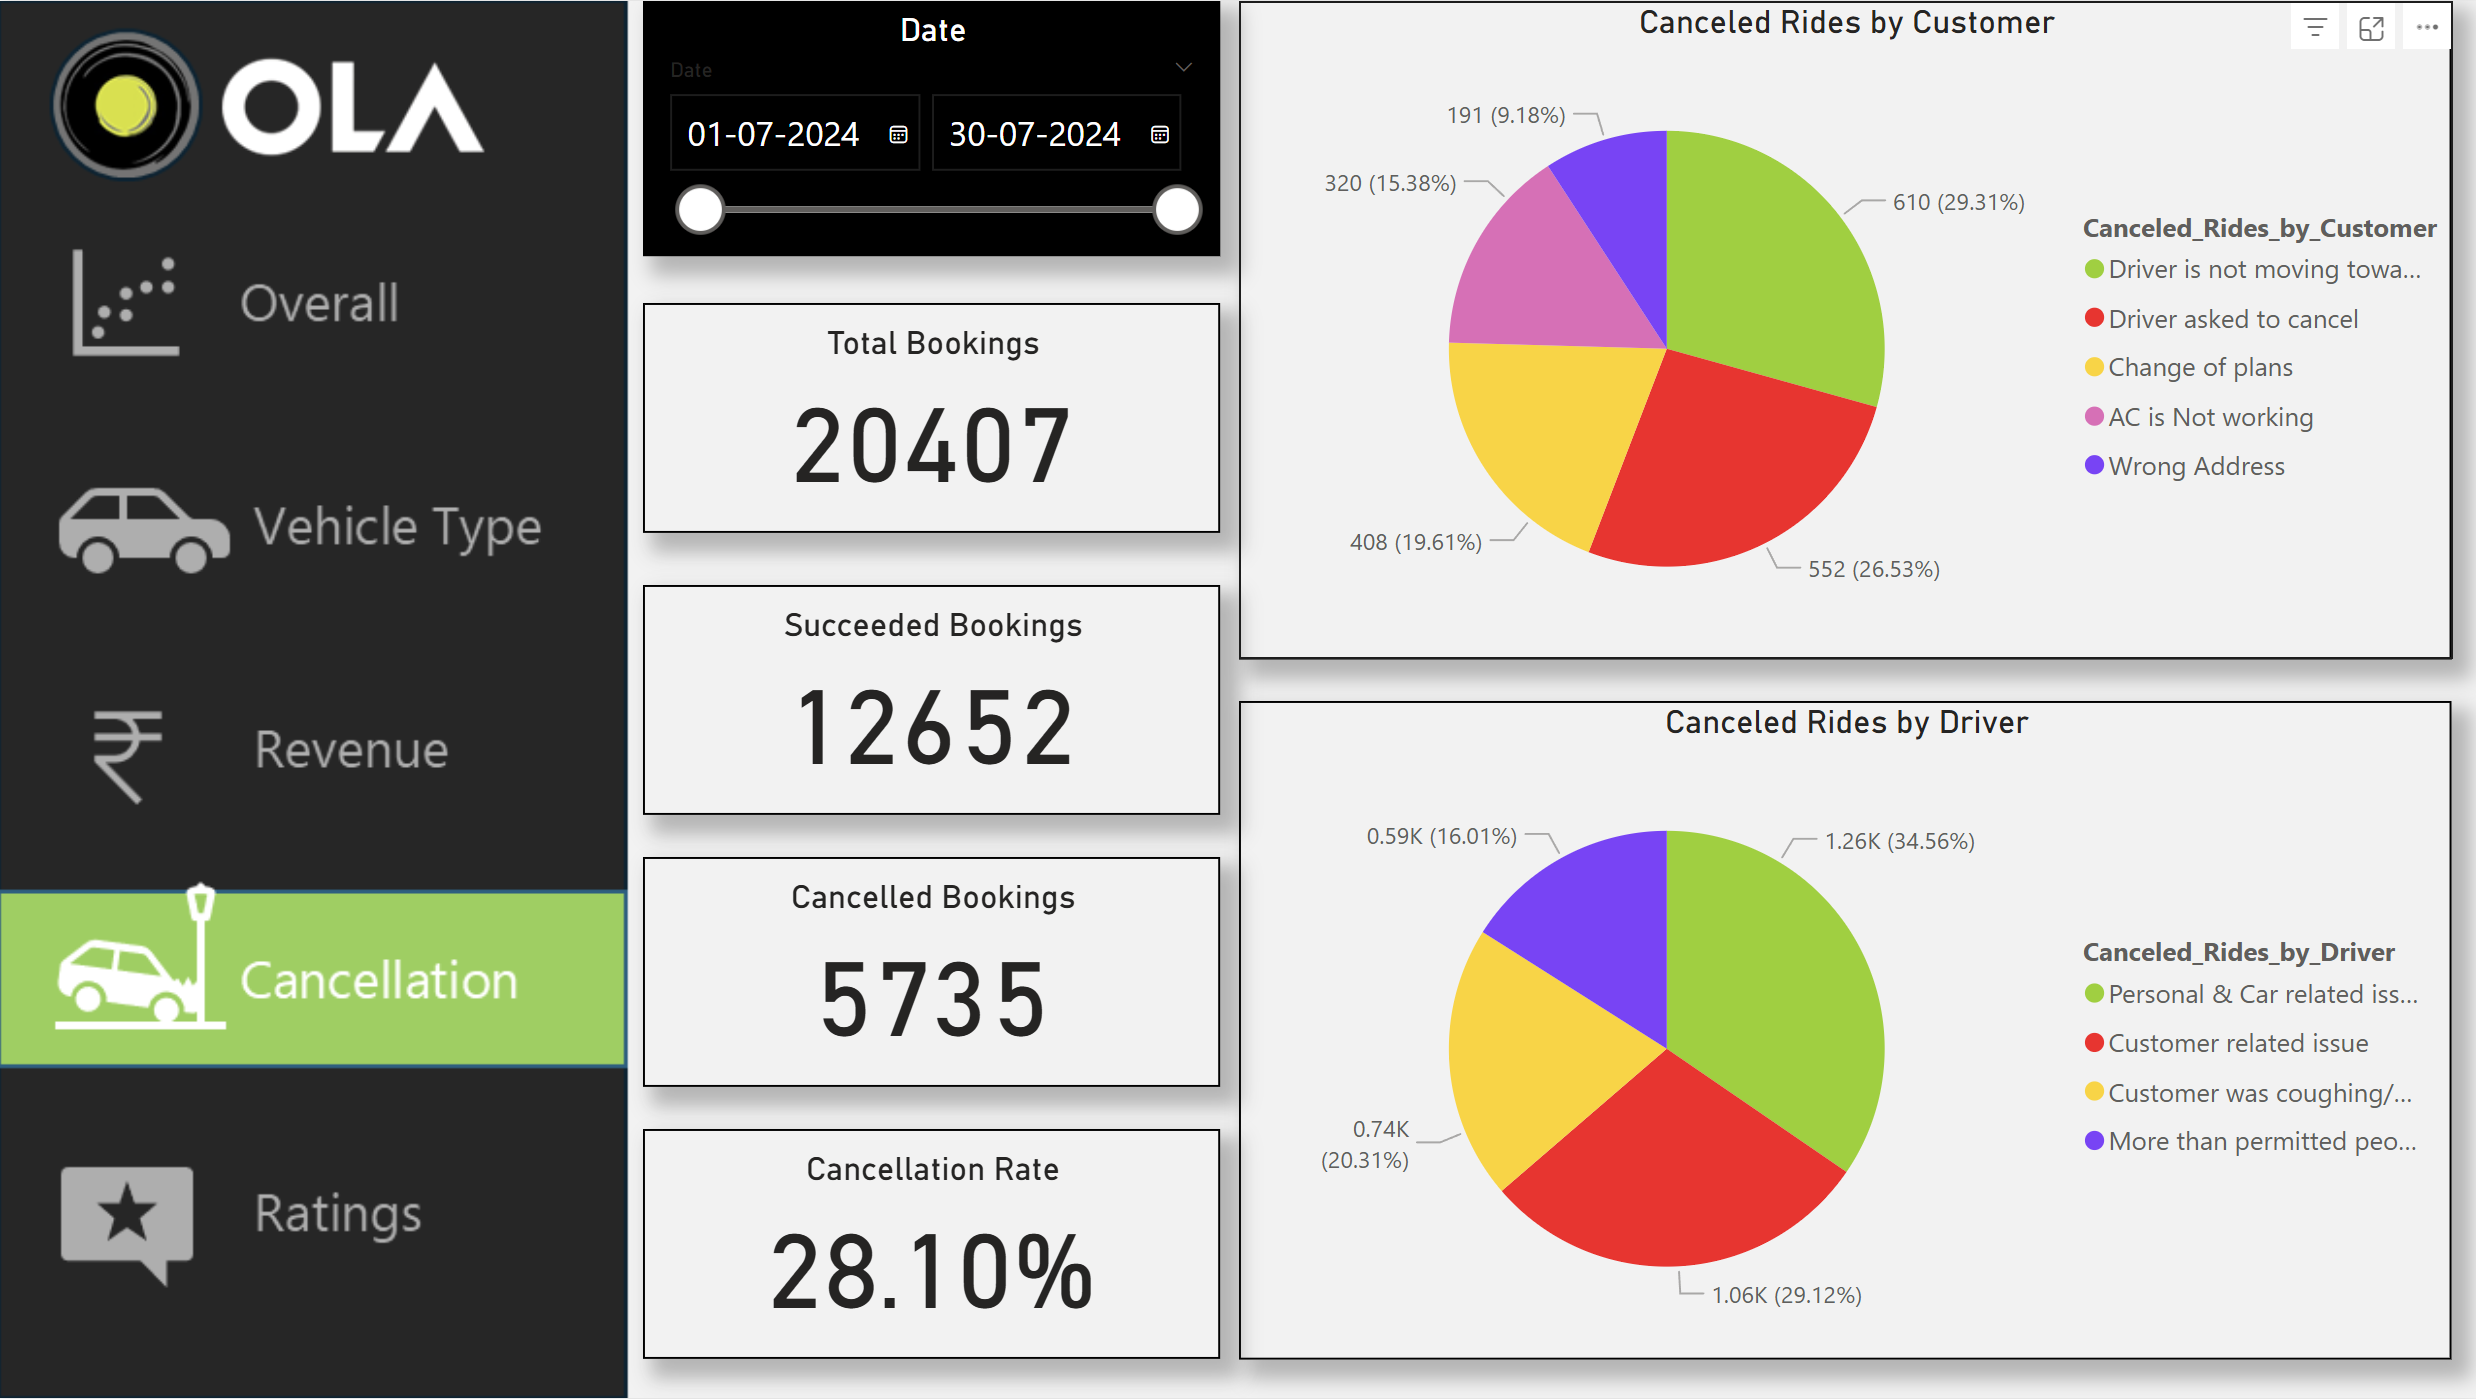 OLA
Overall
Vehicle Type
Revenue
Cancellation
Ratings
Date
Date
01-07-2024
30-07-2024
Total Bookings
20407
Succeeded Bookings
12652
Cancelled Bookings
5735
Cancellation Rate
28.10%
Canceled Rides by Customer
191 (9.18%)
320 (15.38%)
610 (29.31%)
408 (19.61%)
552 (26.53%)
Canceled_Rides_by_Customer
Driver is not moving towa...
Driver asked to cancel
Change of plans
AC is Not working
Wrong Address
Canceled Rides by Driver
0.59K (16.01%)
1.26K (34.56%)
0.74K
(20.31%)
1.06K (29.12%)
Canceled_Rides_by_Driver
Personal & Car related iss...
Customer related issue
Customer was coughing/...
More than permitted peo...